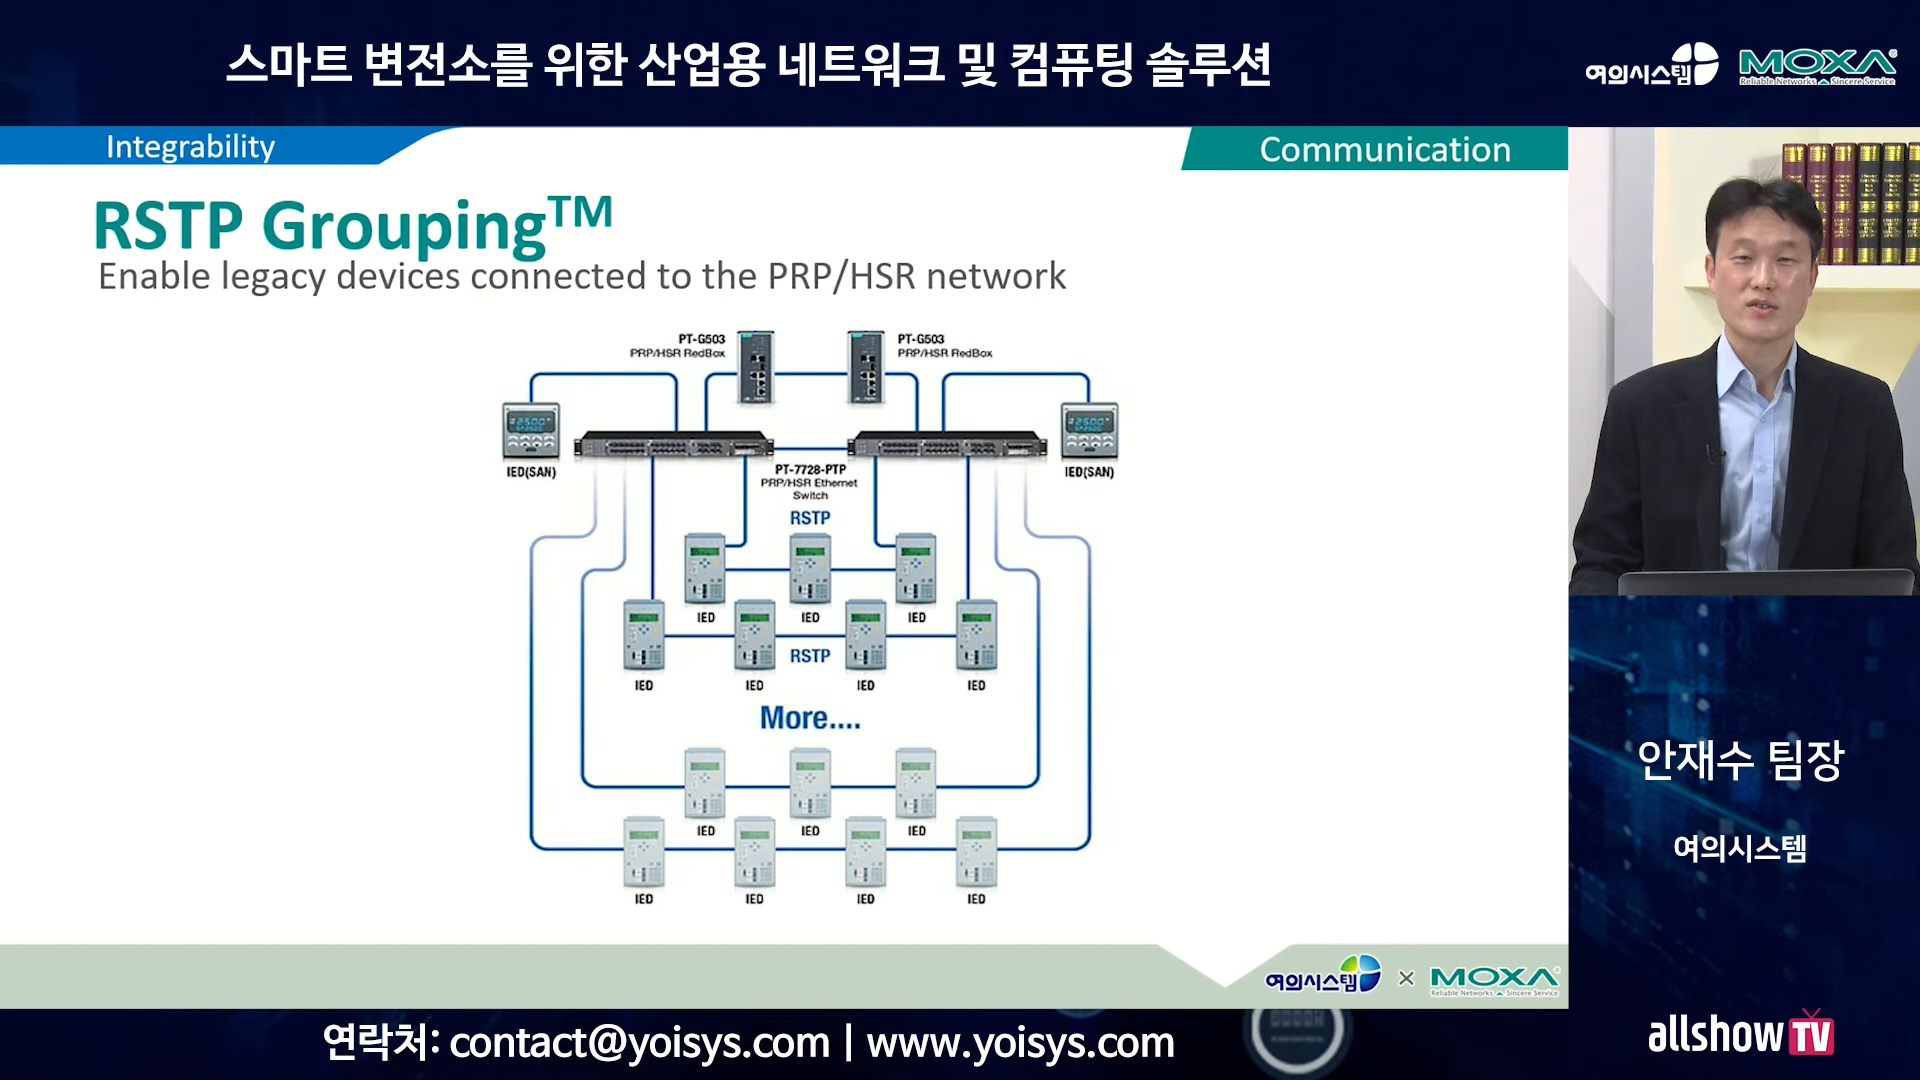 스마트 변전소를 위한 산업용 네트워크 및 컴퓨팅 솔루션
여의시스템
MOXA®
Reliable Networks ▲ Sincere Service
Integrability
Communication
RSTP Grouping™
Enable legacy devices connected to the PRP/HSR network
PT-G503
PRP/HSR RedBox
PT-G503
PRP/HSR RedBox
IED(SAN)
IED(SAN)
PT-7728-PTP
PRP/HSR Ethernet
Switch
RSTP
IED IED IED
RSTP
IED IED IED IED
More....
IED IED IED
IED IED IED IED
안재수 팀장
여의시스템
여의시스템 × MOXA®
Reliable Networks ▲ Sincere Service
연락처: contact@yoisys.com | www.yoisys.com
allshow TV